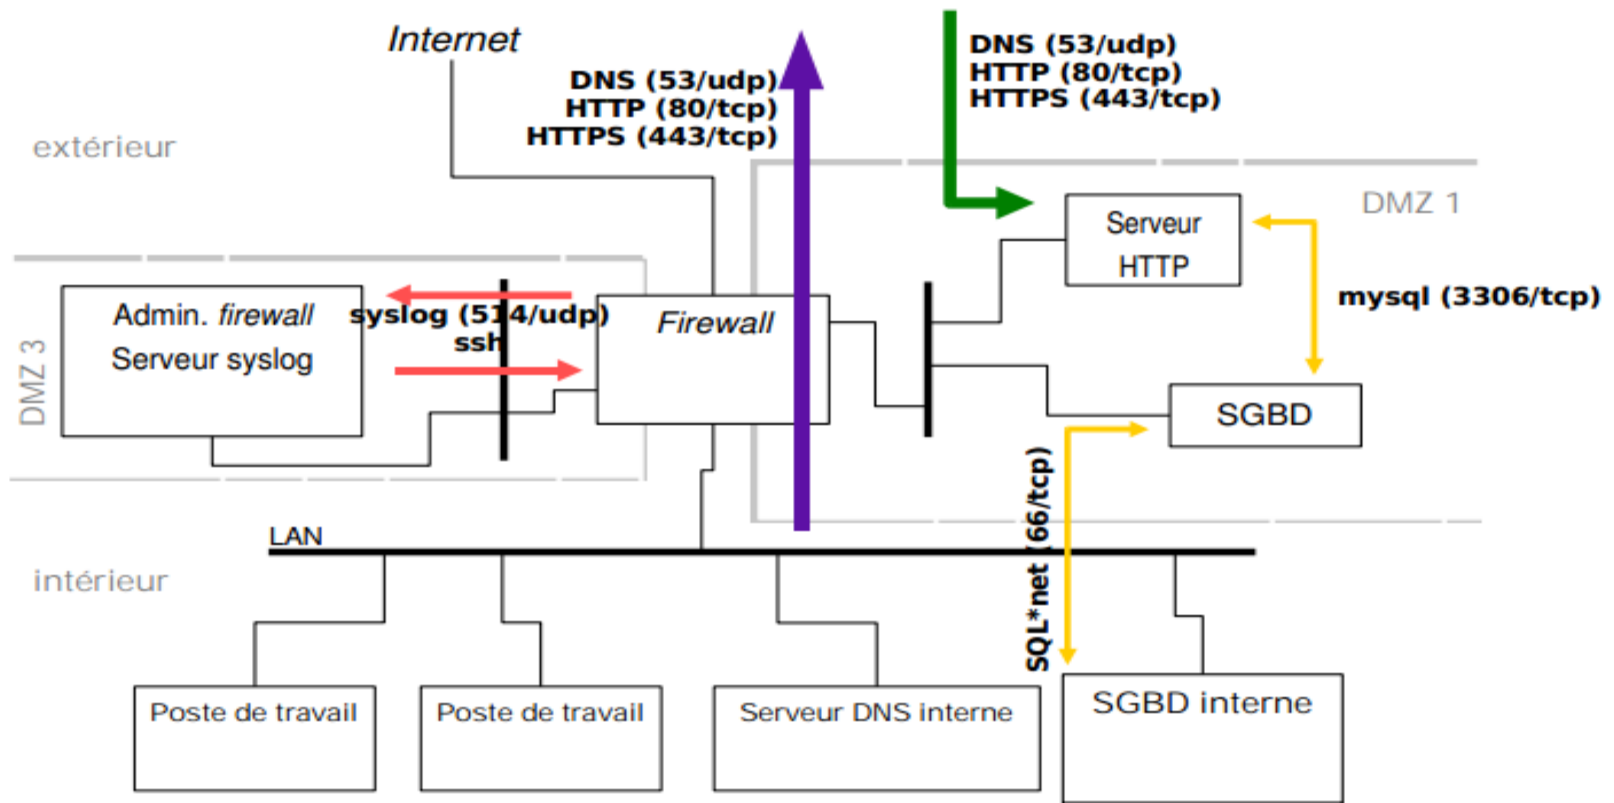 Internet
DNS (53/udp)
HTTP (80/tcp)
HTTPS (443/tcp)
DNS (53/udp)
HTTP (80/tcp)
HTTPS (443/tcp)
extérieur
DMZ 1
Serveur
HTTP
mysql (3306/tcp)
DMZ 3
Admin. firewall
Serveur syslog
syslog (514/udp)
ssh
Firewall
SGBD
SQL*net (66/tcp)
LAN
intérieur
Poste de travail
Poste de travail
Serveur DNS interne
SGBD interne